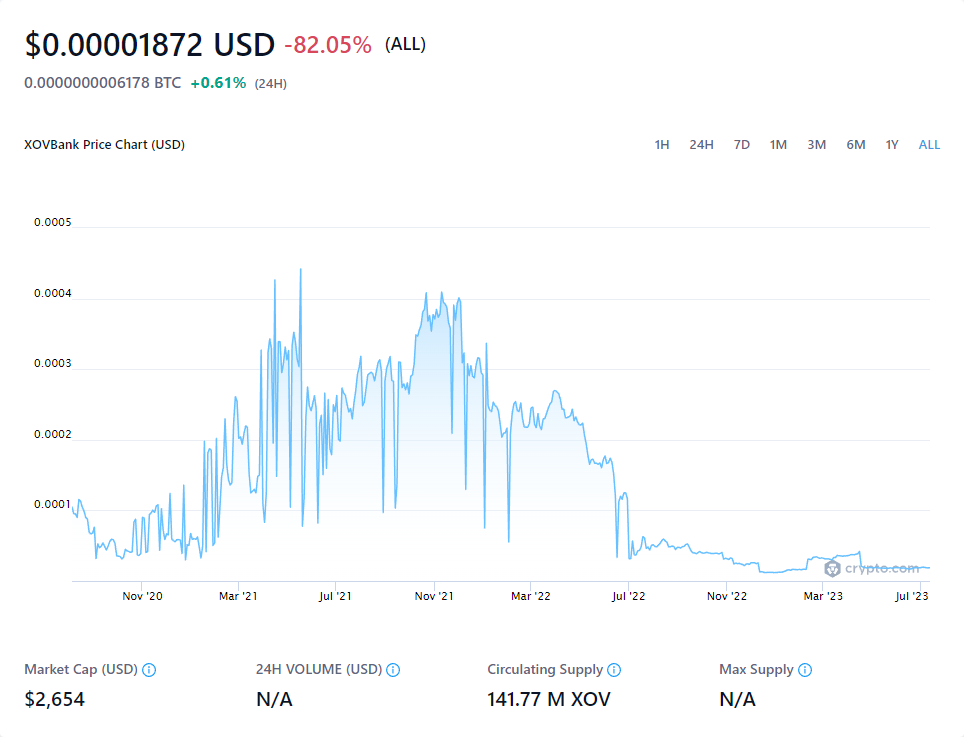 $0.00001872 USD -82.05% (ALL)
0.0000000006178 BTC +0.61% (24H)
XOVBank Price Chart (USD) 1H 24H 7D 1M 3M 6M 1Y ALL
0.0005
0.0004
0.0003
0.0002
0.0001
crypto.com
Nov '20 Mar '21 Jul '21 Nov '21 Mar '22 Jul '22 Nov '22 Mar '23 Jul '23
Market Cap (USD) 24H VOLUME (USD) Circulating Supply Max Supply
$2,654 N/A 141.77 M XOV N/A